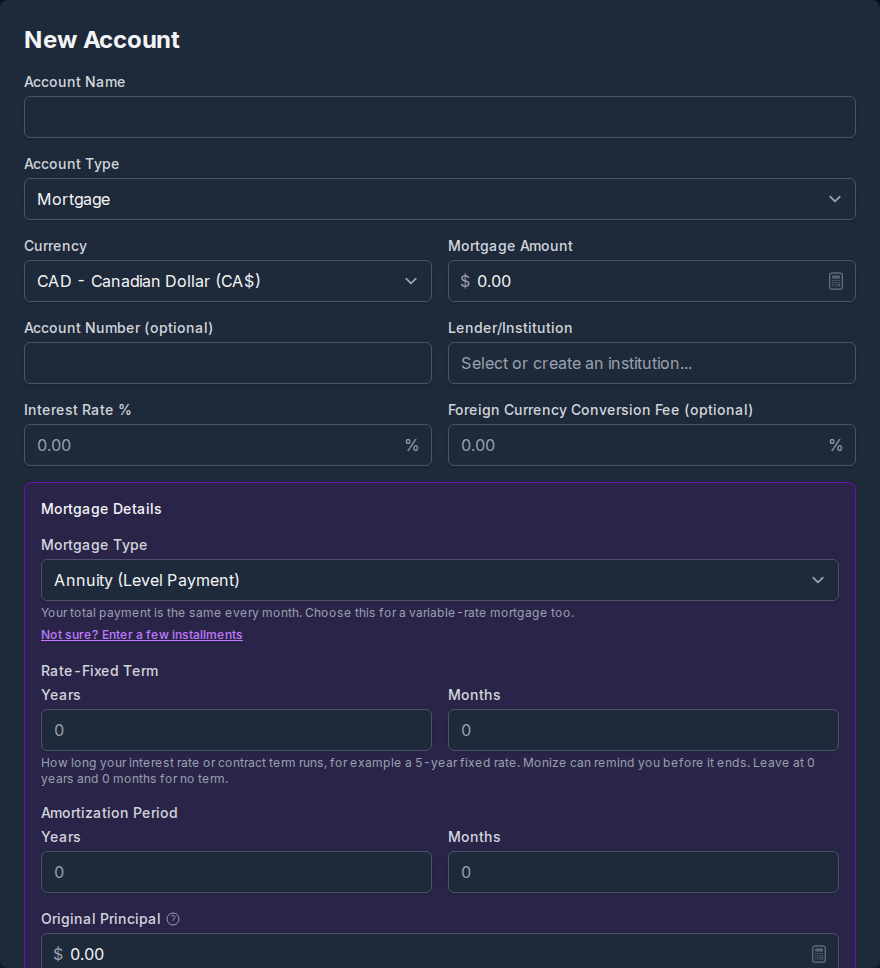 New Account
Account Name
Account Type
Mortgage
Currency
Mortgage Amount
CAD - Canadian Dollar (CA$)
$ 0.00
Account Number (optional)
Lender/Institution
Select or create an institution...
Interest Rate %
Foreign Currency Conversion Fee (optional)
0.00 %
0.00 %
Mortgage Details
Mortgage Type
Annuity (Level Payment)
Your total payment is the same every month. Choose this for a variable-rate mortgage too.
Not sure? Enter a few installments
Rate-Fixed Term
Years
Months
0
0
How long your interest rate or contract term runs, for example a 5-year fixed rate. Monize can remind you before it ends. Leave at 0
years and 0 months for no term.
Amortization Period
Years
Months
0
0
Original Principal ?
$ 0.00